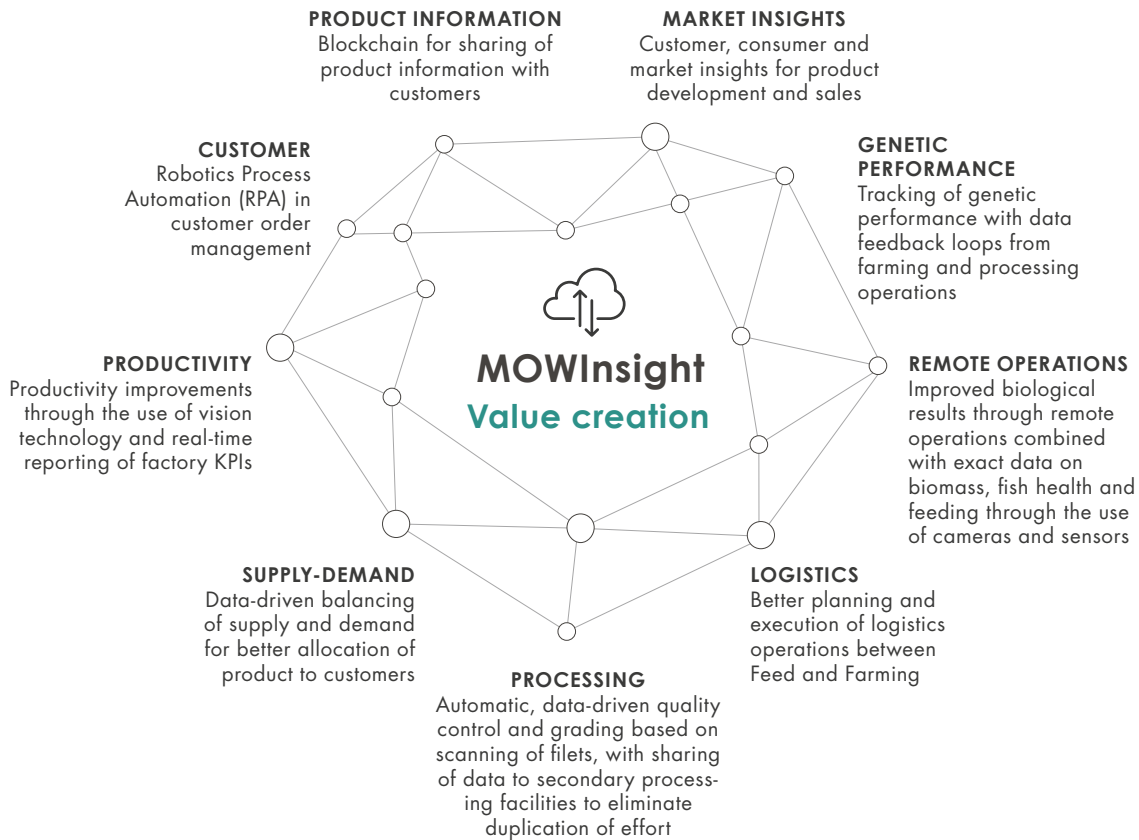 PRODUCT INFORMATION
Blockchain for sharing of
product information with
customers
MARKET INSIGHTS
Customer, consumer and
market insights for product
development and sales
CUSTOMER
Robotics Process
Automation (RPA) in
customer order
management
GENETIC
PERFORMANCE
Tracking of genetic
performance with data
feedback loops from
farming and processing
operations
MOWInsight
Value creation
PRODUCTIVITY
Productivity improvements
through the use of vision
technology and real-time
reporting of factory KPIs
REMOTE OPERATIONS
Improved biological
results through remote
operations combined
with exact data on
biomass, fish health and
feeding through the use
of cameras and sensors
SUPPLY-DEMAND
Data-driven balancing
of supply and demand
for better allocation of
product to customers
LOGISTICS
Better planning and
execution of logistics
operations between
Feed and Farming
PROCESSING
Automatic, data-driven quality
control and grading based on
scanning of filets, with sharing
of data to secondary process-
ing facilities to eliminate
duplication of effort